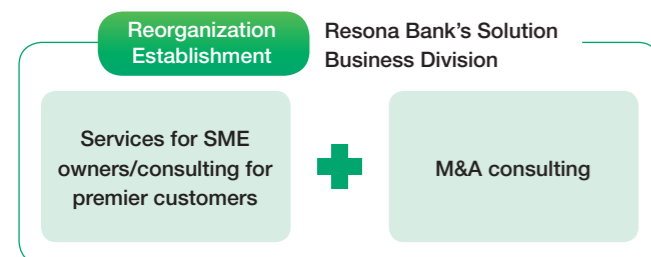 Reorganization
Establishment
Resona Bank's Solution
Business Division
Services for SME
owners/consulting for
premier customers
M&A consulting